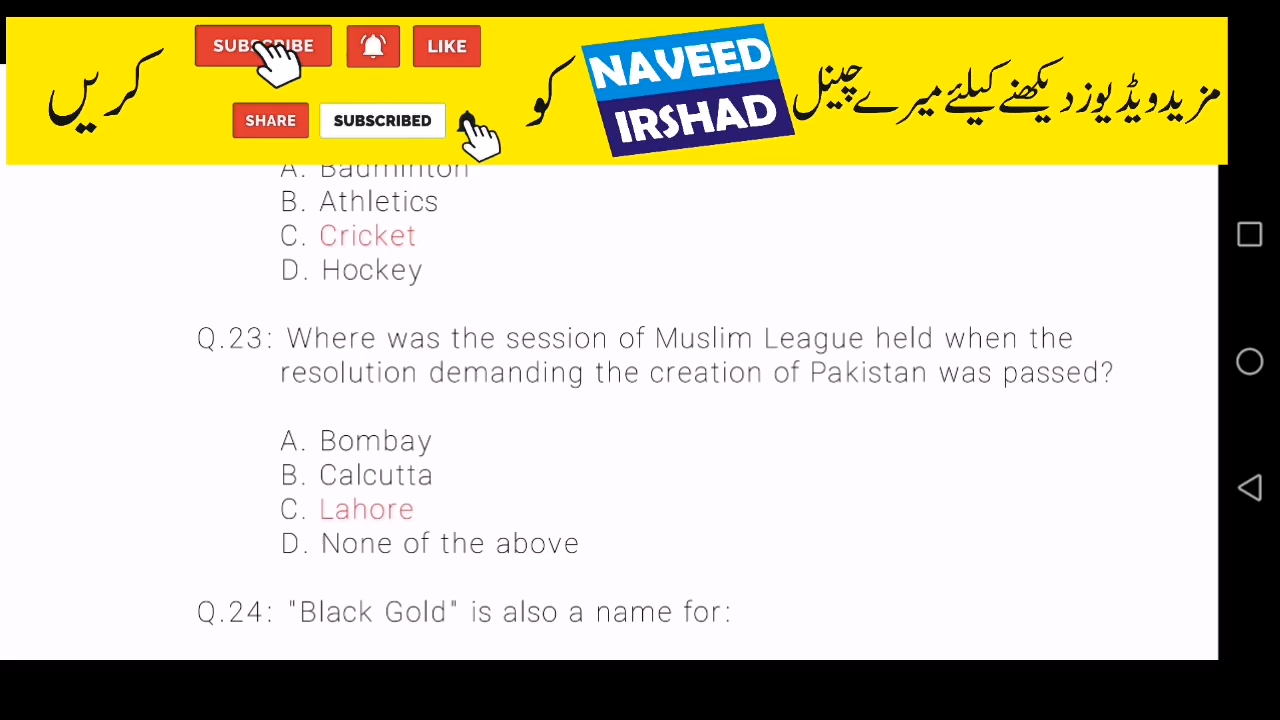 SUBSCRIBE
LIKE
SHARE
SUBSCRIBED
مزید ویڈیوز دیکھنے کیلئے میرے چینل
NAVEED
IRSHAD
کو
کریں
A. Badminton
B. Athletics
C. Cricket
D. Hockey
Q.23: Where was the session of Muslim League held when the
resolution demanding the creation of Pakistan was passed?
A. Bombay
B. Calcutta
C. Lahore
D. None of the above
Q.24: "Black Gold" is also a name for: